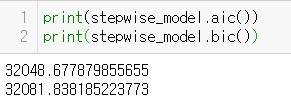 1 print(stepwise_model.aic())
2 print(stepwise_model.bic())
32048.677879855655
32081.838185223773